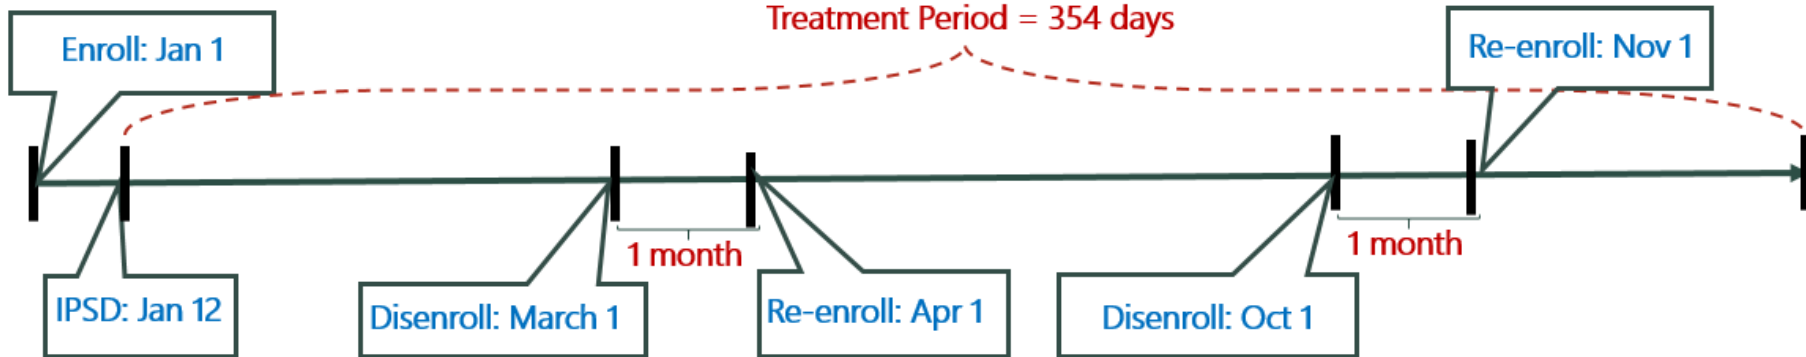 Treatment Period = 354 days
Enroll: Jan 1
Re-enroll: Nov 1
1 month
1 month
IPSD: Jan 12
Disenroll: March 1
Re-enroll: Apr 1
Disenroll: Oct 1